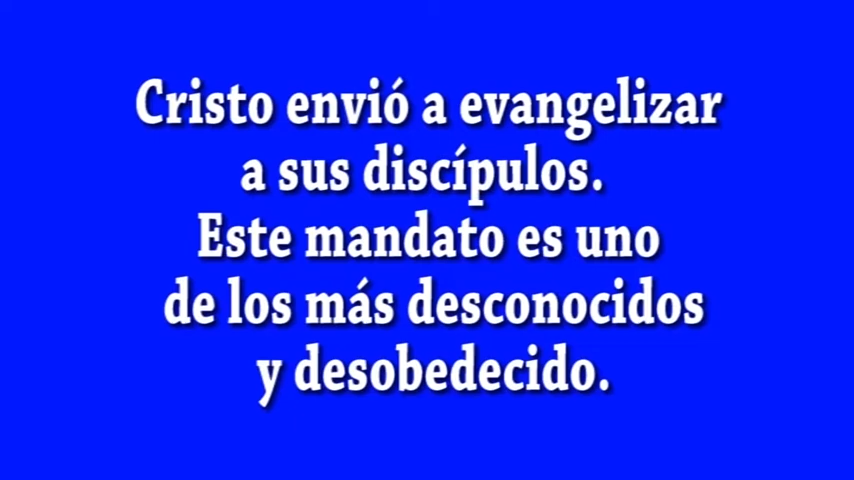 Cristo envió a evangelizar
a sus discípulos.
Este mandato es uno
de los más desconocidos
y desobedecido.